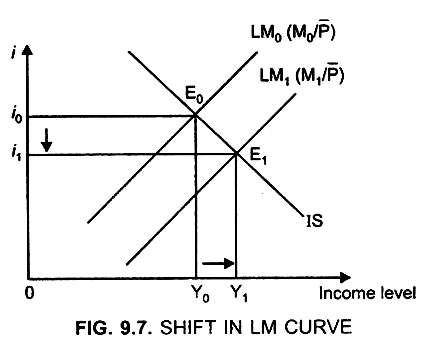 i
LM₀ (M₀/P̅)
LM₁ (M₁/P̅)
E₀
i₀
i₁
E₁
IS
0
Y₀
Y₁
Income level
FIG. 9.7. SHIFT IN LM CURVE